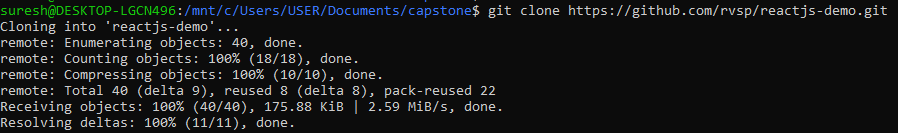 suresh@DESKTOP-LGCN496:/mnt/c/Users/USER/Documents/capstone$ git clone https://github.com/rvsp/reactjs-demo.git
Cloning into 'reactjs-demo'...
remote: Enumerating objects: 40, done.
remote: Counting objects: 100% (18/18), done.
remote: Compressing objects: 100% (10/10), done.
remote: Total 40 (delta 9), reused 8 (delta 8), pack-reused 22
Receiving objects: 100% (40/40), 175.88 KiB | 2.59 MiB/s, done.
Resolving deltas: 100% (11/11), done.